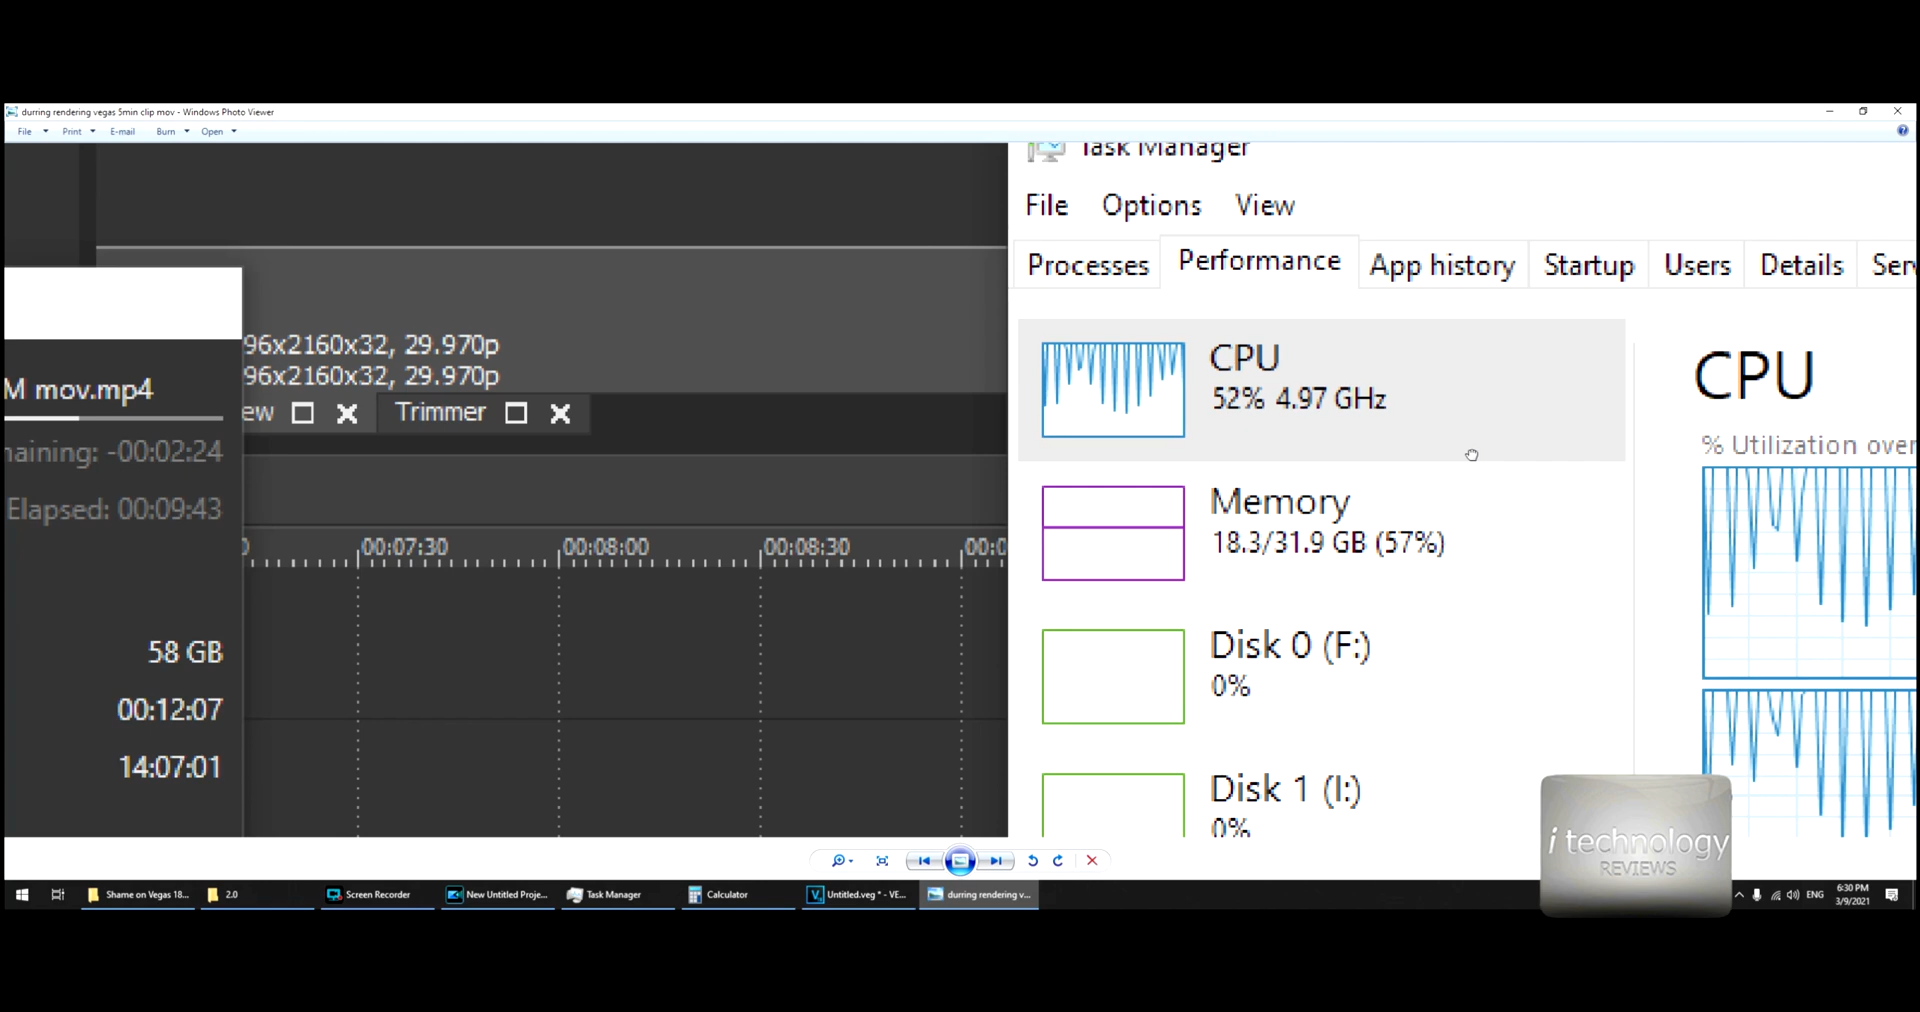 durring rendering vegas 5min clip mov - Windows Photo Viewer
File Print E-mail Burn Open
Task Manager
File Options View
Processes Performance App history Startup Users Details
96x2160x32, 29.970p
96x2160x32, 29.970p
M mov.mp4
ew Trimmer
-00:02:24
Elapsed: 00:09:43
00:07:30 00:08:00 00:08:30
58 GB
00:12:07
14:07:01
CPU
52% 4.97 GHz
Memory
18.3/31.9 GB (57%)
Disk 0 (F:)
0%
Disk 1 (I:)
0%
CPU
% Utilization over
i technology
REVIEWS
Shame on Vegas 18... 2.0 Screen Recorder New Untitled Proje... Task Manager Calculator Untitled.veg * - VE... durring rendering v...
ENG
6:30 PM
3/9/2021